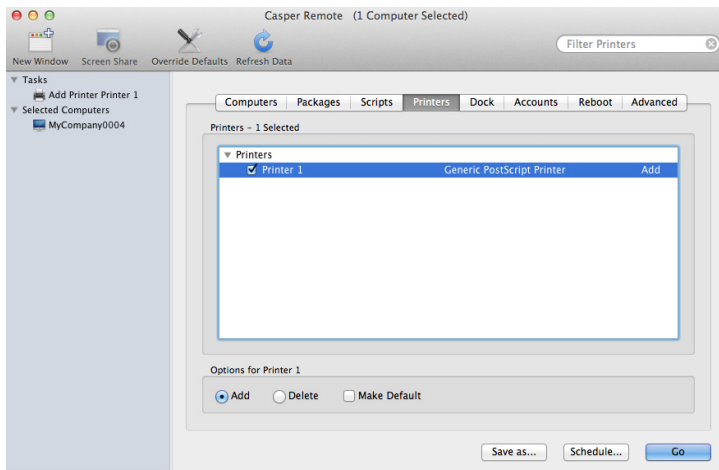 Casper Remote (1 Computer Selected)
New Window Screen Share Override Defaults Refresh Data
Filter Printers
Tasks
Add Printer Printer 1
Selected Computers
MyCompany0004
Computers Packages Scripts Printers Dock Accounts Reboot Advanced
Printers – 1 Selected
Printers
Printer 1 Generic PostScript Printer Add
Options for Printer 1
Add Delete Make Default
Save as... Schedule... Go